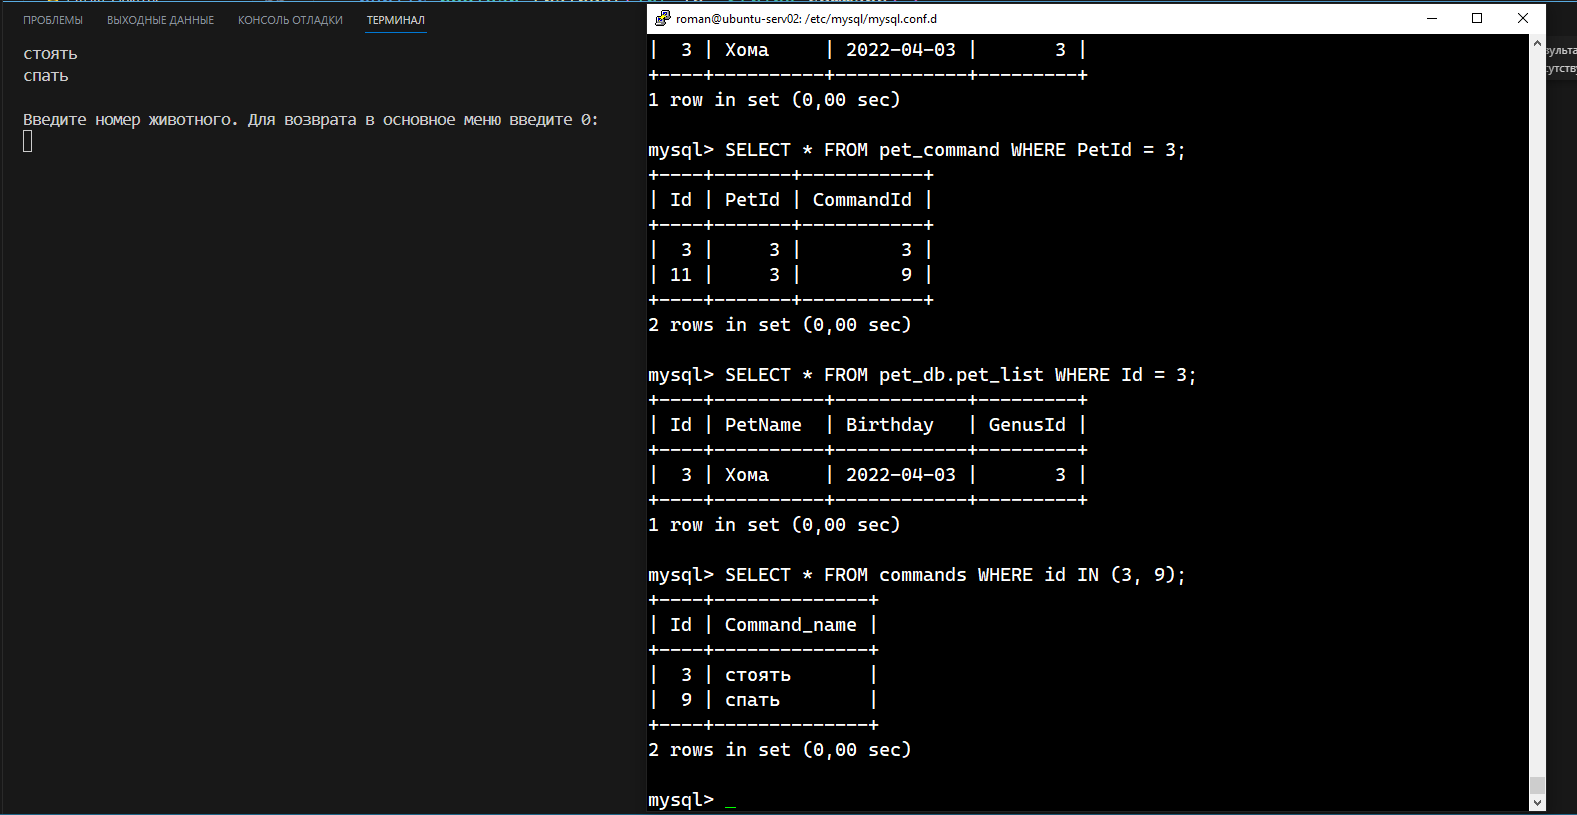 ПРОБЛЕМЫ ВЫХОДНЫЕ ДАННЫЕ КОНСОЛЬ ОТЛАДКИ ТЕРМИНАЛ
стоять
спать
Введите номер животного. Для возврата в основное меню введите 0:
roman@ubuntu-serv02: /etc/mysql/mysql.conf.d
|  3 | Хома     | 2022-04-03 |       3 |
+----+----------+------------+---------+
1 row in set (0,00 sec)
mysql> SELECT * FROM pet_command WHERE PetId = 3;
+----+-------+-----------+
| Id | PetId | CommandId |
+----+-------+-----------+
|  3 |     3 |         3 |
| 11 |     3 |         9 |
+----+-------+-----------+
2 rows in set (0,00 sec)
mysql> SELECT * FROM pet_db.pet_list WHERE Id = 3;
+----+----------+------------+---------+
| Id | PetName  | Birthday   | GenusId |
+----+----------+------------+---------+
|  3 | Хома     | 2022-04-03 |       3 |
+----+----------+------------+---------+
1 row in set (0,00 sec)
mysql> SELECT * FROM commands WHERE id IN (3, 9);
+----+--------------+
| Id | Command_name |
+----+--------------+
|  3 | стоять       |
|  9 | спать        |
+----+--------------+
2 rows in set (0,00 sec)
mysql> _